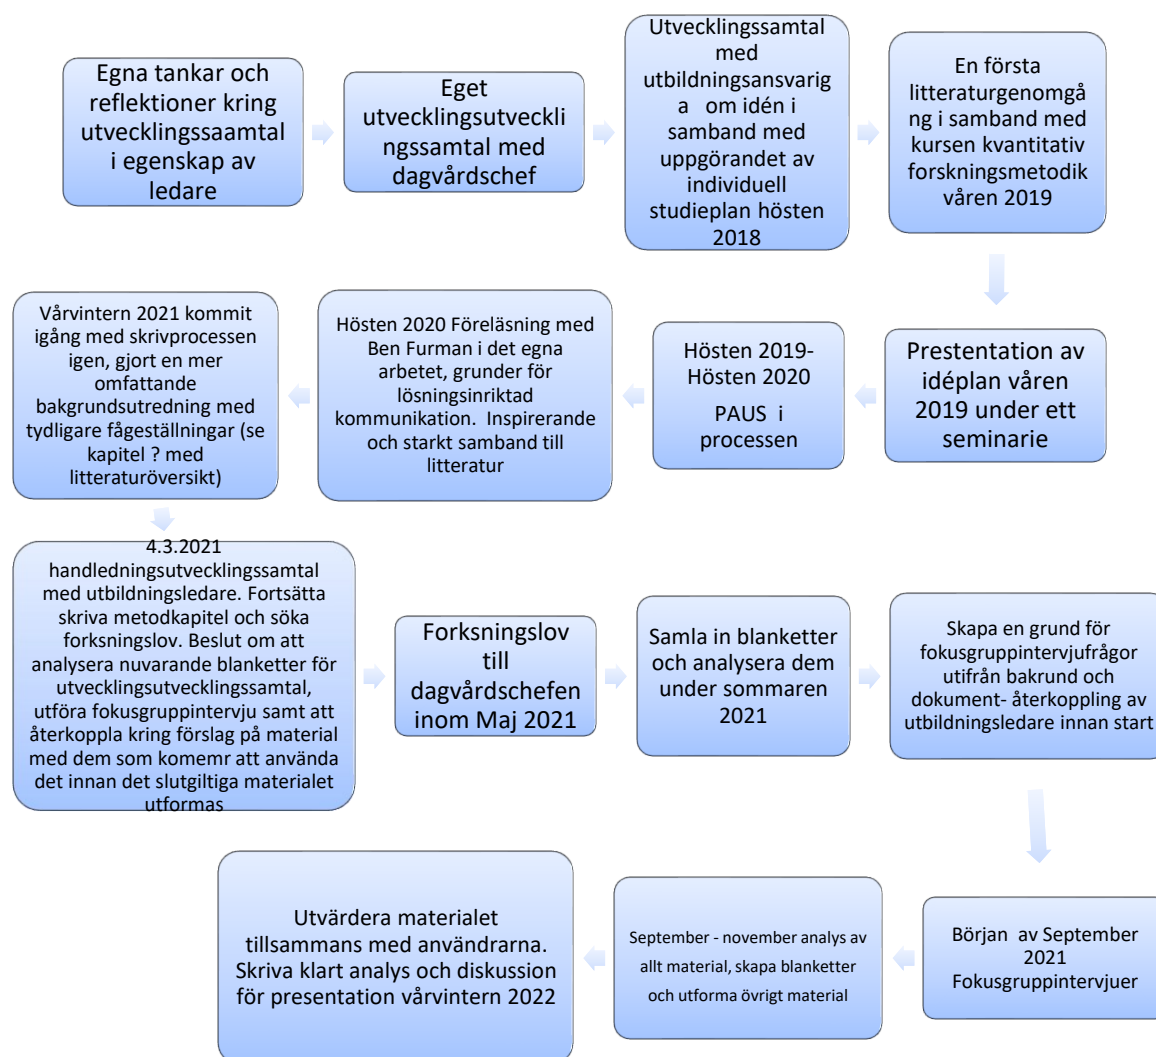 Egna tankar och
reflektioner kring
utvecklingssaamtal
i egenskap av
ledare
Eget
utvecklingsutveckli
ngssamtal med
dagvårdschef
Utvecklingssamtal
med
utbildningsansvarig
a om idén i
samband med
uppgörandet av
individuell
studieplan hösten
2018
En första
litteraturgenomgå
ng i samband med
kursen kvantitativ
forskningsmetodik
våren 2019
Prestentation av
idéplan våren
2019 under ett
seminarie
Hösten 2019-
Hösten 2020
PAUS i
processen
Hösten 2020 Föreläsning med
Ben Furman i det egna
arbetet, grunder för
lösningsinriktad
kommunikation. Inspirerande
och starkt samband till
litteratur
Vårvintern 2021 kommit
igång med skrivprocessen
igen, gjort en mer
omfattande
bakgrundsutredning med
tydligare fågeställningar (se
kapitel ? med
litteraturöversikt)
4.3.2021
handledningsutvecklingssamtal
med utbildningsledare. Fortsätta
skriva metodkapitel och söka
forksningslov. Beslut om att
analysera nuvarande blanketter för
utvecklingsutvecklingssamtal,
utföra fokusgruppintervju samt att
återkoppla kring förslag på material
med dem som komemr att använda
det innan det slutgiltiga materialet
utformas
Forksningslov
till
dagvårdschefen
inom Maj 2021
Samla in blanketter
och analysera dem
under sommaren
2021
Skapa en grund för
fokusgruppintervjufrågor
utifrån bakrund och
dokument- återkoppling av
utbildningsledare innan start
Början av September
2021
Fokusgruppintervjuer
September - november analys av
allt material, skapa blanketter
och utforma övrigt material
Utvärdera materialet
tillsammans med användrarna.
Skriva klart analys och diskussion
för presentation vårvintern 2022